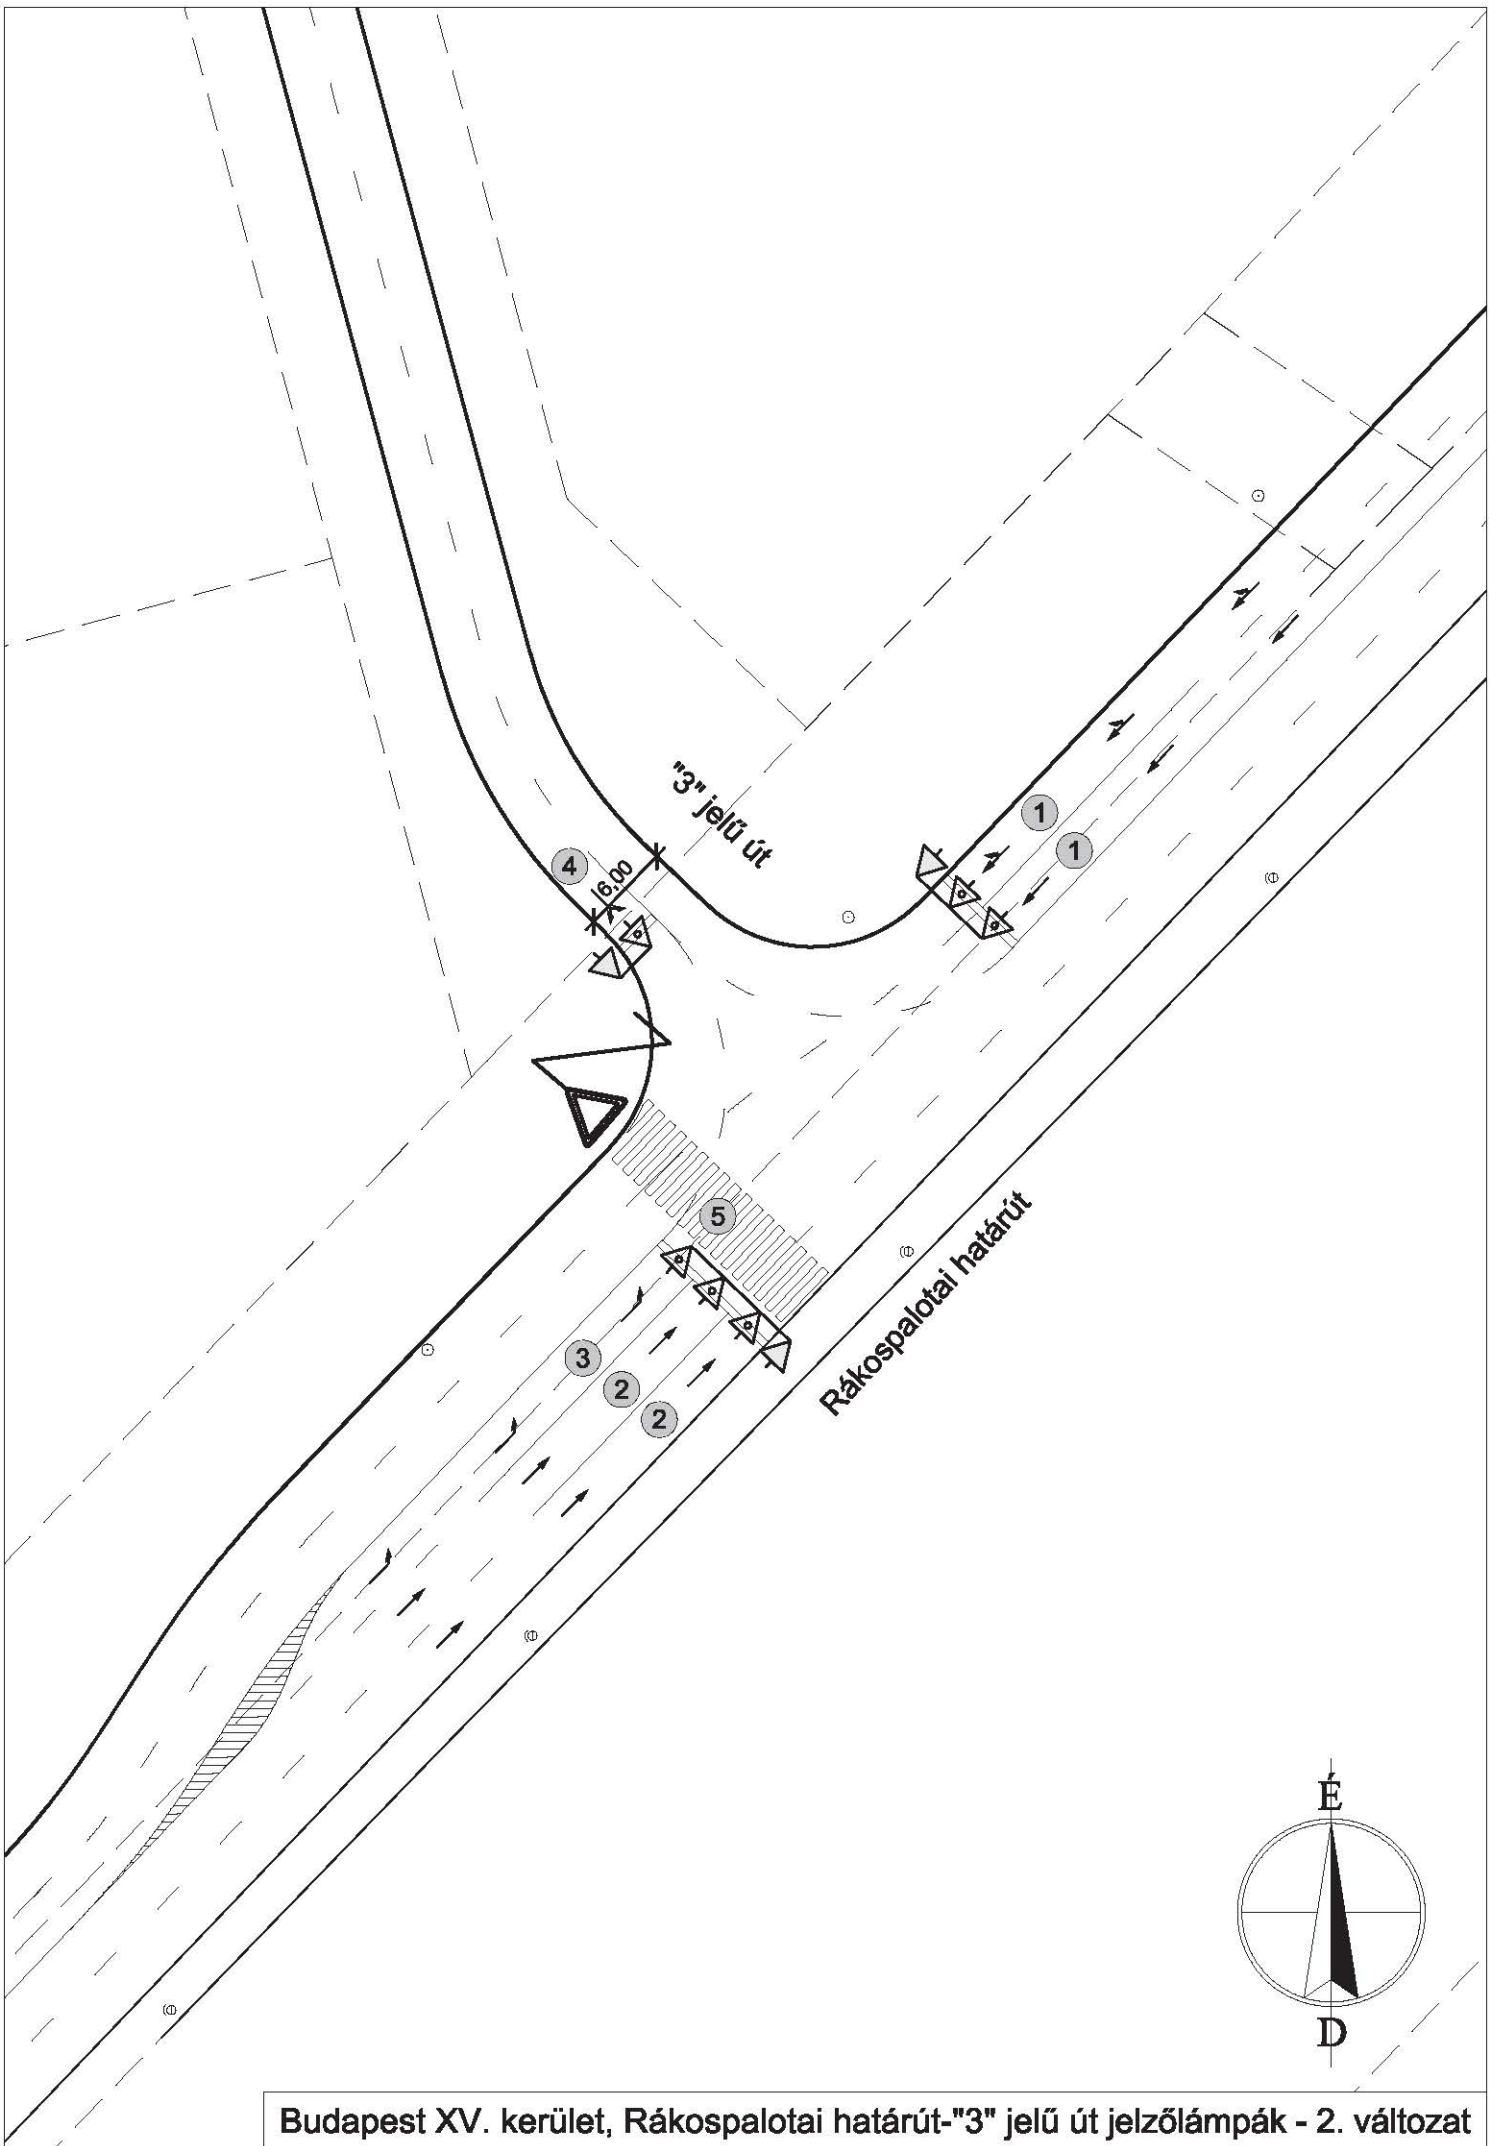 "3" jelű út
1
1
4
6,00
5
Rákospalotai határút
3
2
2
É
D
Budapest XV. kerület, Rákospalotai határút-"3" jelű út jelzőlámpák - 2. változat